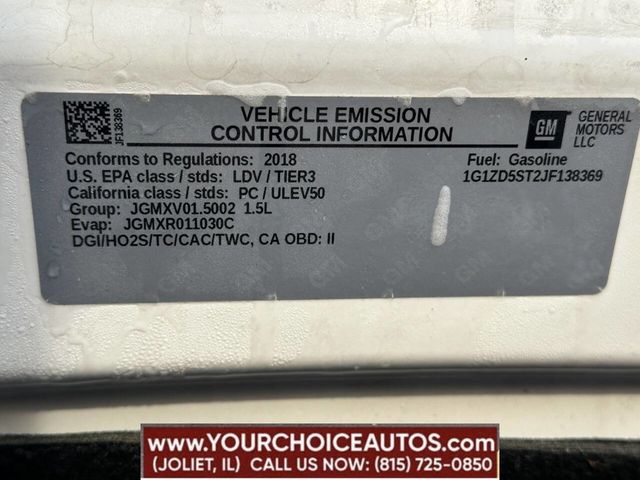 JF138369
VEHICLE EMISSION
CONTROL INFORMATION
GM
GENERAL
MOTORS
LLC
Conforms to Regulations: 2018
U.S. EPA class / stds: LDV / TIER3
California class / stds: PC / ULEV50
Group: JGMXV01.5002 1.5L
Evap: JGMXR011030C
DGI/HO2S/TC/CAC/TWC, CA OBD: II
Fuel: Gasoline
1G1ZD5ST2JF138369
WWW.YOURCHOICEAUTOS.COM
(JOLIET, IL) CALL US NOW: (815) 725-0850